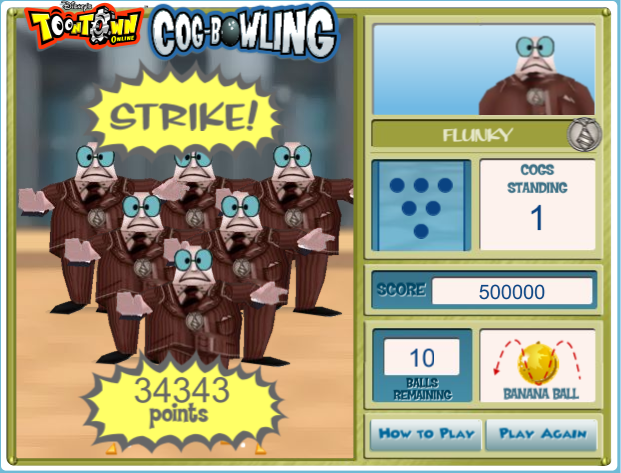 Disney's
TOONTOWN
ONLINE
COG-BOWLING
STRIKE!
34343
points
FLUNKY
COGS
STANDING
1
SCORE 500000
10
BALLS
REMAINING
BANANA BALL
HOW TO PLAY
PLAY AGAIN